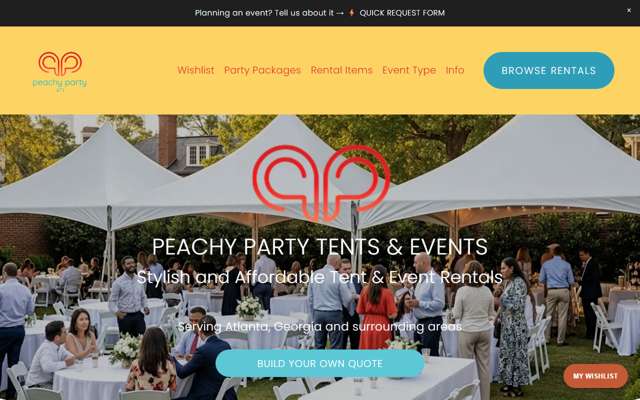 Planning an event? Tell us about it → ⚡ QUICK REQUEST FORM
×
peachy party
Wishlist Party Packages Rental Items Event Type Info
BROWSE RENTALS
PEACHY PARTY TENTS & EVENTS
Stylish and Affordable Tent & Event Rentals
Serving Atlanta, Georgia and surrounding areas.
BUILD YOUR OWN QUOTE
MY WISHLIST